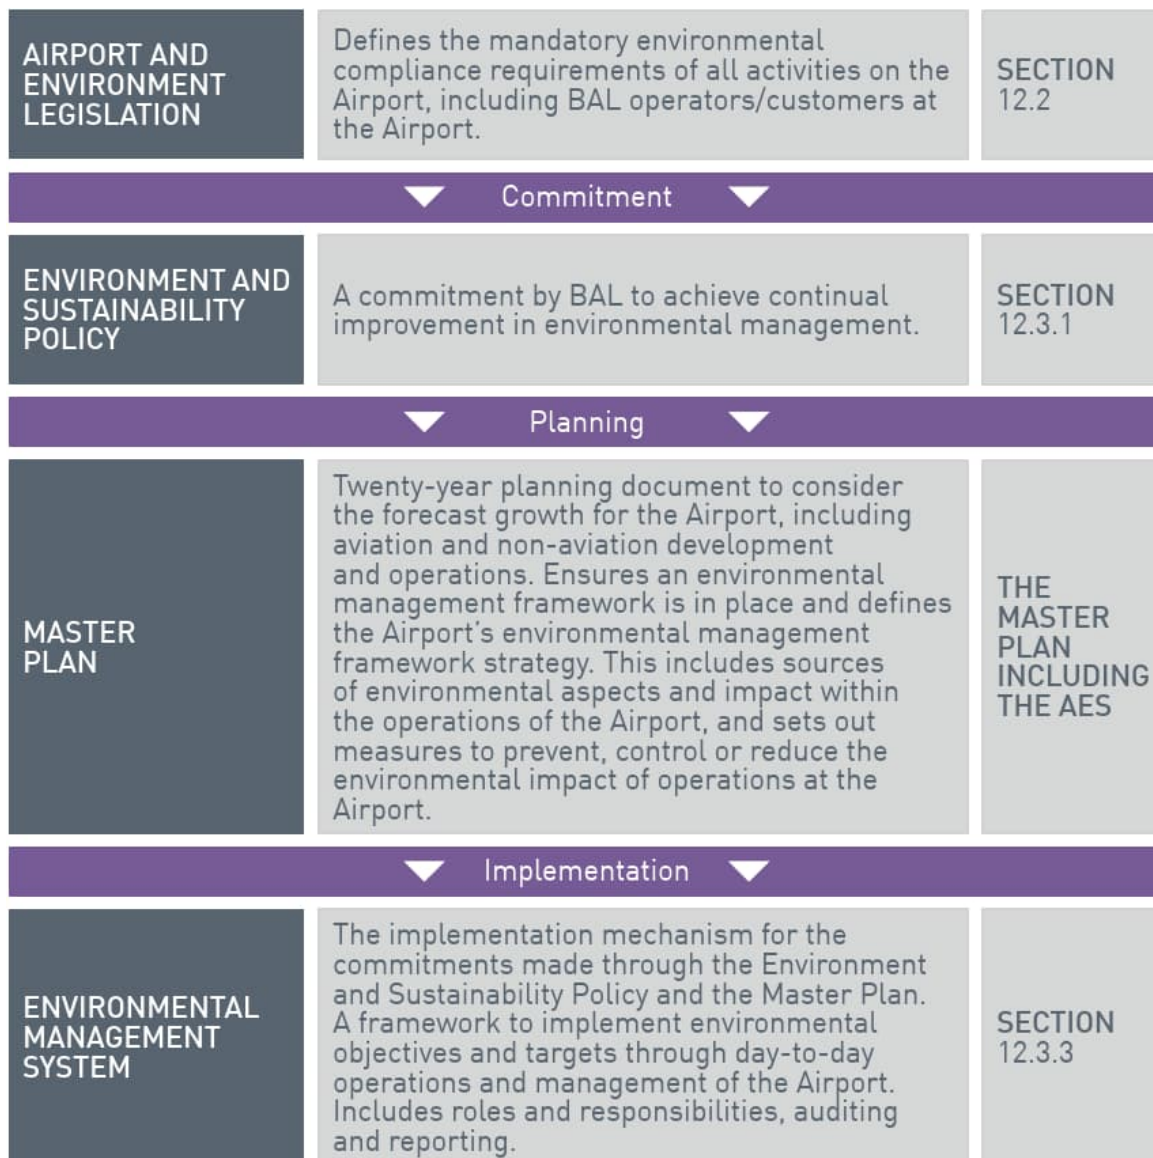 AIRPORT AND
ENVIRONMENT
LEGISLATION
Defines the mandatory environmental
compliance requirements of all activities on the
Airport, including BAL operators/customers at
the Airport.
SECTION
12.2
Commitment
ENVIRONMENT AND
SUSTAINABILITY
POLICY
A commitment by BAL to achieve continual
improvement in environmental management.
SECTION
12.3.1
Planning
MASTER
PLAN
Twenty-year planning document to consider
the forecast growth for the Airport, including
aviation and non-aviation development
and operations. Ensures an environmental
management framework is in place and defines
the Airport's environmental management
framework strategy. This includes sources
of environmental aspects and impact within
the operations of the Airport, and sets out
measures to prevent, control or reduce the
environmental impact of operations at the
Airport.
THE
MASTER
PLAN
INCLUDING
THE AES
Implementation
ENVIRONMENTAL
MANAGEMENT
SYSTEM
The implementation mechanism for the
commitments made through the Environment
and Sustainability Policy and the Master Plan.
A framework to implement environmental
objectives and targets through day-to-day
operations and management of the Airport.
Includes roles and responsibilities, auditing
and reporting.
SECTION
12.3.3